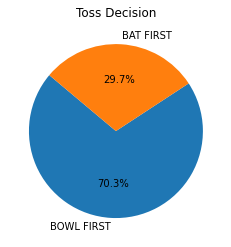 Toss Decision
BAT FIRST
29.7%
70.3%
BOWL FIRST